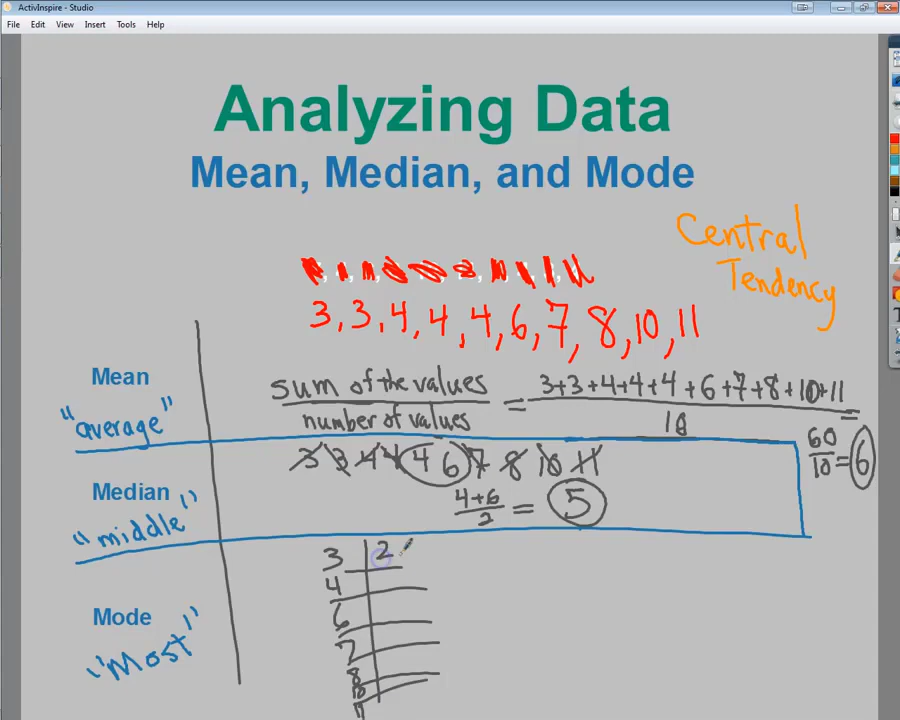 ActivInspire - Studio
File Edit View Insert Tools Help
Analyzing Data
Mean, Median, and Mode
Central
Tendency
3, 3, 4, 4, 4, 6, 7, 8, 10, 11
Mean
"average"
sum of the values
number of values
= 3+3+4+4+4+6+7+8+10+11 =
10
60
10 = 6
Median
"middle"
3 3 4 4 4 6 7 8 10 11
4+6
2 = 5
Mode
"Most"
3 2
4
6
7
8
10
11